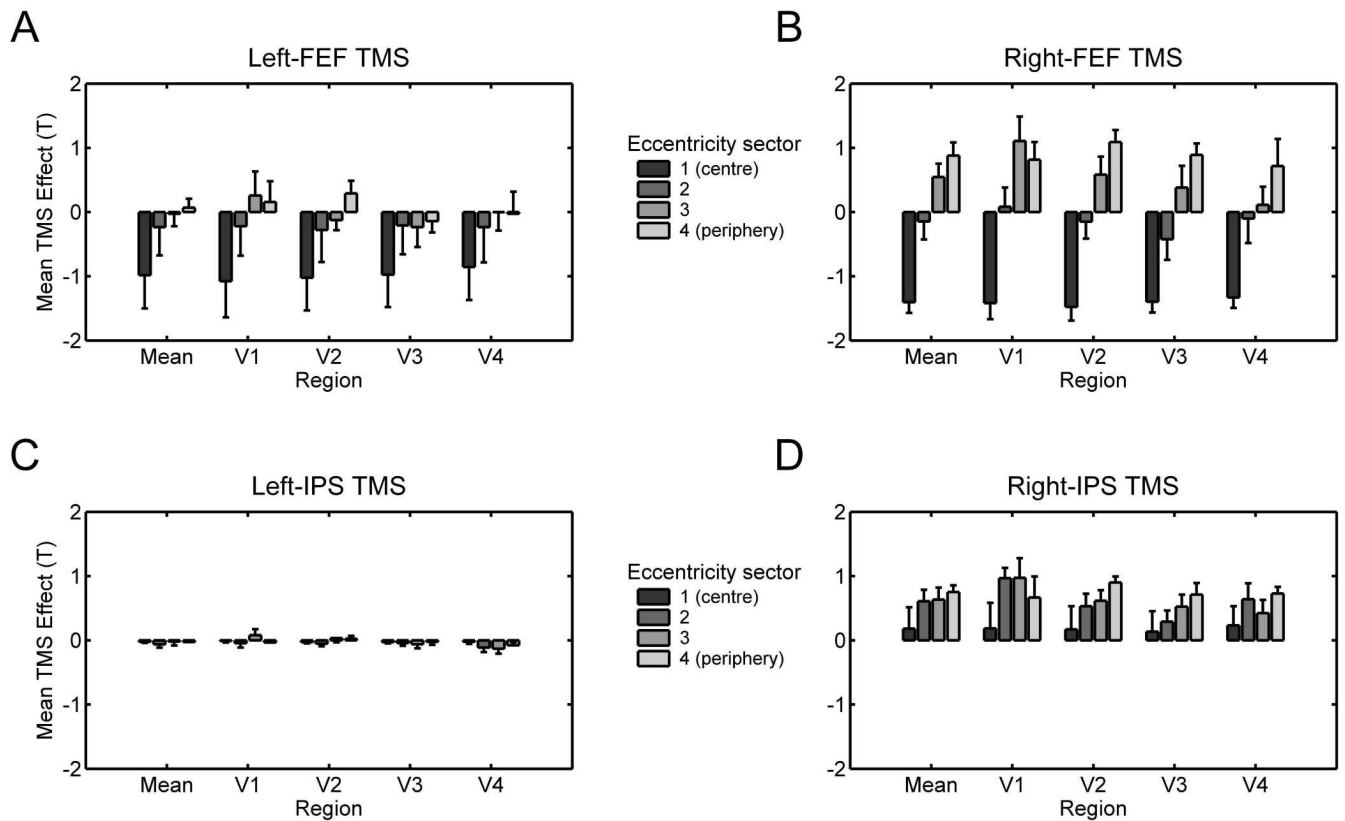 A
Left-FEF TMS
Mean TMS Effect (T)
2
1
0
-1
-2
Mean V1 V2 V3 V4
Region
Eccentricity sector
1 (centre)
2
3
4 (periphery)
B
Right-FEF TMS
2
1
0
-1
-2
Mean V1 V2 V3 V4
Region
C
Left-IPS TMS
Mean TMS Effect (T)
2
1
0
-1
-2
Mean V1 V2 V3 V4
Region
Eccentricity sector
1 (centre)
2
3
4 (periphery)
D
Right-IPS TMS
2
1
0
-1
-2
Mean V1 V2 V3 V4
Region